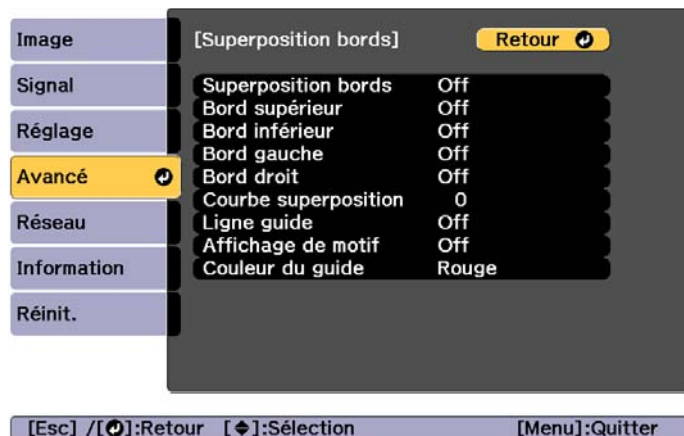 Image
Signal
Réglage
Avancé
Réseau
Information
Réinit.
[Superposition bords]
Retour
Superposition bords Off
Bord supérieur Off
Bord inférieur Off
Bord gauche Off
Bord droit Off
Courbe superposition 0
Ligne guide Off
Affichage de motif Off
Couleur du guide Rouge
[Esc] /[↵]:Retour [◆]:Sélection [Menu]:Quitter